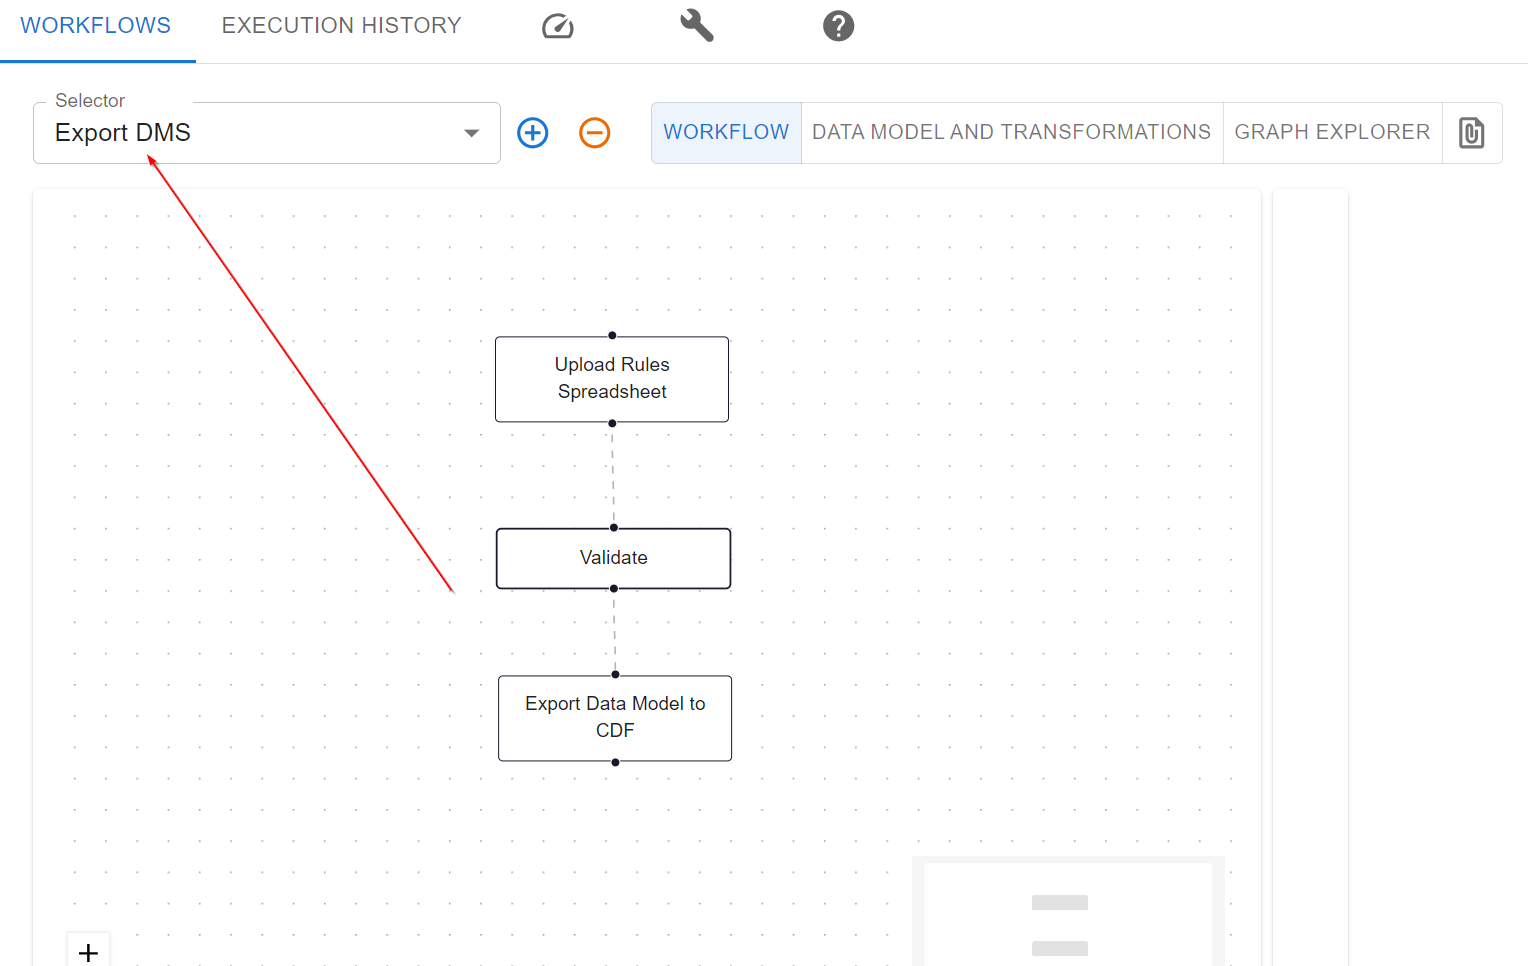 WORKFLOWS EXECUTION HISTORY
Selector
Export DMS
WORKFLOW DATA MODEL AND TRANSFORMATIONS GRAPH EXPLORER
Upload Rules
Spreadsheet
Validate
Export Data Model to
CDF